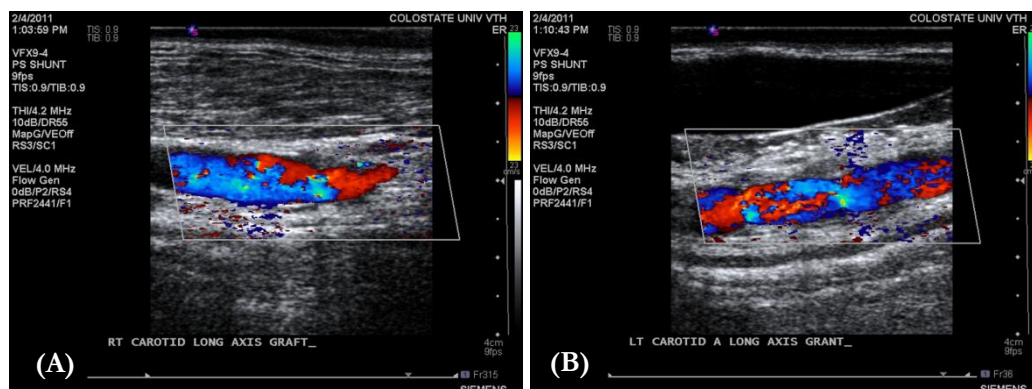 2/4/2011
COLOSTATE UNIV VTH
1:03:59 PM
TIS: 0.9
TIB: 0.9
ER
23
VFX9-4
PS SHUNT
9fps
TIS:0.9/TIB:0.9
THI/4.2 MHz
10dB/DR55
MapG/VEOff
RS3/SC1
VEL/4.0 MHz
Flow Gen
0dB/P2/RS4
PRF2441/F1
23
cm/s
RT CAROTID LONG AXIS GRAFT_
4cm
9fps
(A)
Fr315
SIEMENS
2/4/2011
COLOSTATE UNIV VTH
1:10:43 PM
TIS: 0.9
TIB: 0.9
ER
23
VFX9-4
PS SHUNT
9fps
TIS:0.9/TIB:0.9
THI/4.2 MHz
10dB/DR55
MapG/VEOff
RS3/SC1
VEL/4.0 MHz
Flow Gen
0dB/P2/RS4
PRF2441/F1
23
cm/s
LT CAROTID A LONG AXIS GRANT_
4cm
9fps
(B)
Fr36
SIEMENS